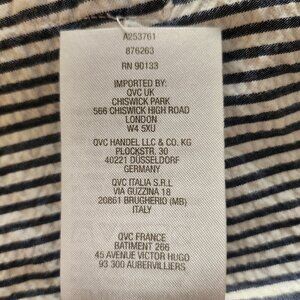 A253761
876263
RN 90133
IMPORTED BY:
QVC UK
CHISWICK PARK
566 CHISWICK HIGH ROAD
LONDON
W4 5XU
QVC HANDEL LLC & CO. KG
PLOCKSTR. 30
40221 DÜSSELDORF
GERMANY
QVC ITALIA S.R.L
VIA GUZZINA 18
20861 BRUGHERIO (MB)
ITALY
QVC FRANCE
BATIMENT 266
45 AVENUE VICTOR HUGO
93 300 AUBERVILLIERS